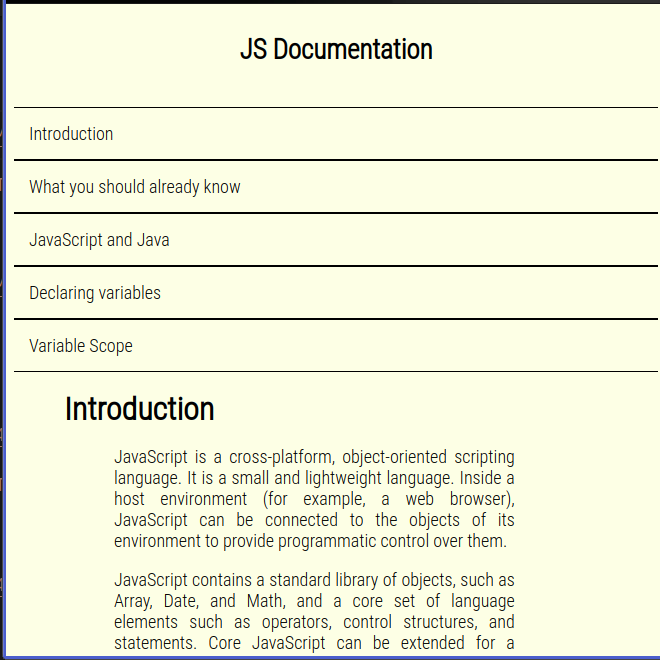 JS Documentation
Introduction
What you should already know
JavaScript and Java
Declaring variables
Variable Scope
Introduction
JavaScript is a cross-platform, object-oriented scripting
language. It is a small and lightweight language. Inside a
host environment (for example, a web browser),
JavaScript can be connected to the objects of its
environment to provide programmatic control over them.
JavaScript contains a standard library of objects, such as
Array, Date, and Math, and a core set of language
elements such as operators, control structures, and
statements. Core JavaScript can be extended for a